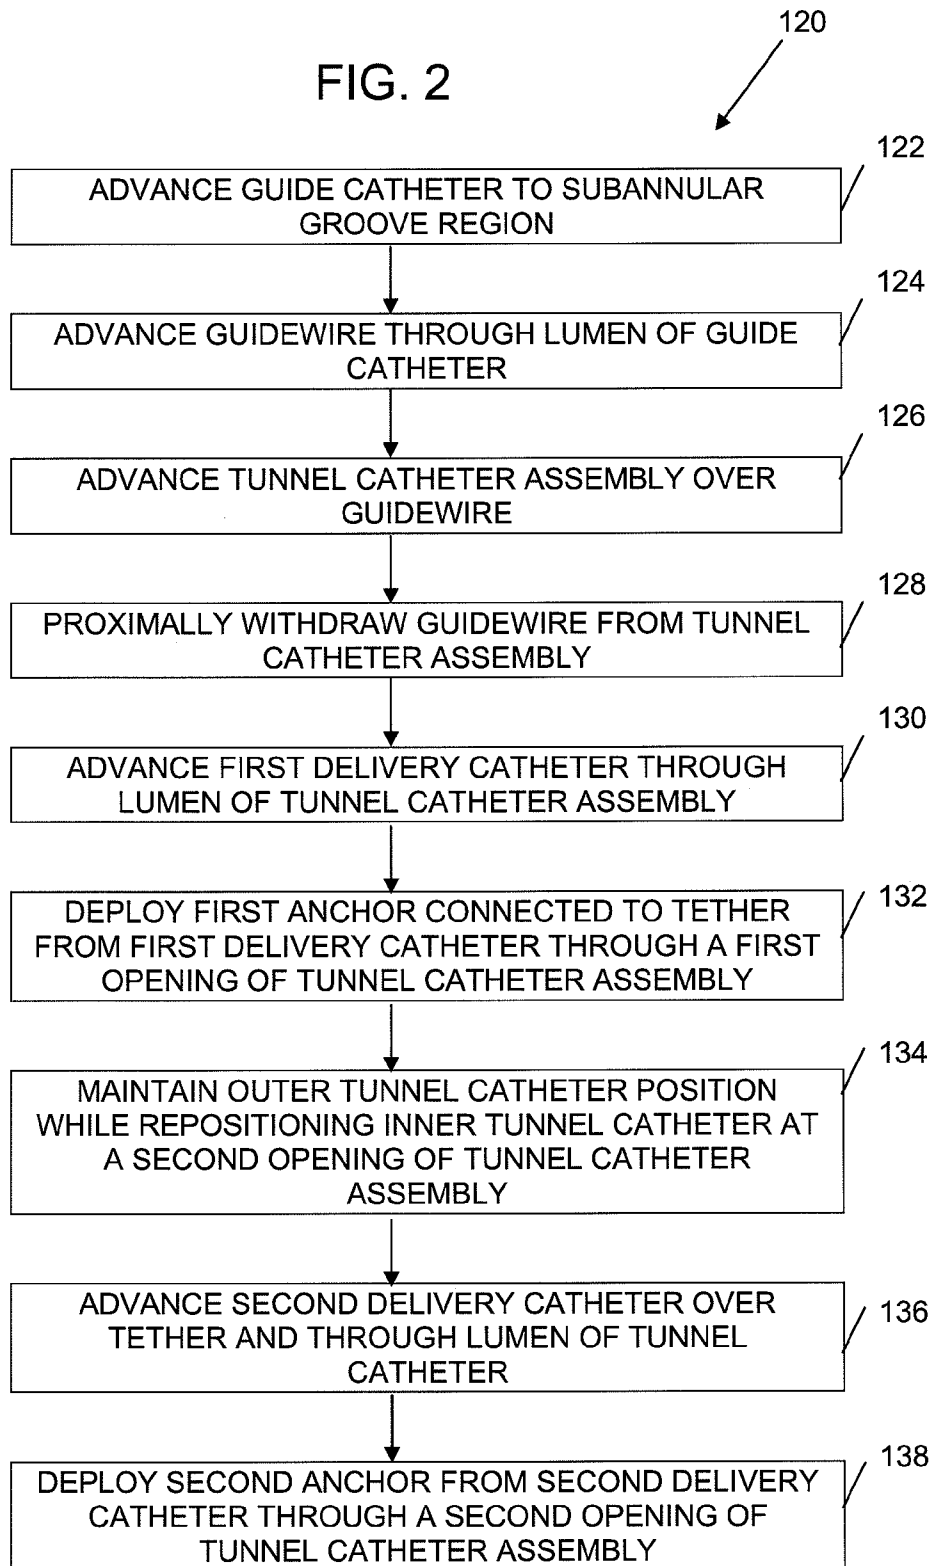 120
FIG. 2
122
ADVANCE GUIDE CATHETER TO SUBANNULAR
GROOVE REGION
124
ADVANCE GUIDEWIRE THROUGH LUMEN OF GUIDE
CATHETER
126
ADVANCE TUNNEL CATHETER ASSEMBLY OVER
GUIDEWIRE
128
PROXIMALLY WITHDRAW GUIDEWIRE FROM TUNNEL
CATHETER ASSEMBLY
130
ADVANCE FIRST DELIVERY CATHETER THROUGH
LUMEN OF TUNNEL CATHETER ASSEMBLY
132
DEPLOY FIRST ANCHOR CONNECTED TO TETHER
FROM FIRST DELIVERY CATHETER THROUGH A FIRST
OPENING OF TUNNEL CATHETER ASSEMBLY
134
MAINTAIN OUTER TUNNEL CATHETER POSITION
WHILE REPOSITIONING INNER TUNNEL CATHETER AT
A SECOND OPENING OF TUNNEL CATHETER
ASSEMBLY
136
ADVANCE SECOND DELIVERY CATHETER OVER
TETHER AND THROUGH LUMEN OF TUNNEL
CATHETER
138
DEPLOY SECOND ANCHOR FROM SECOND DELIVERY
CATHETER THROUGH A SECOND OPENING OF
TUNNEL CATHETER ASSEMBLY